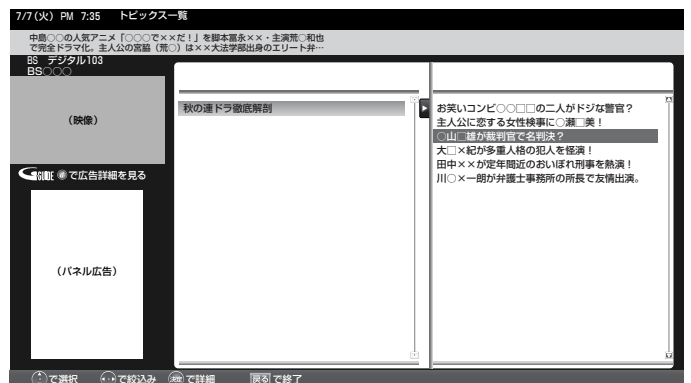 7/7(火) PM 7:35 トピックス一覧
中島○○の人気アニメ「○○○で××だ！」を脚本冨永××・主演荒○和也
で完全ドラマ化。主人公の宮脇（荒○）は××大法学部出身のエリート弁…
BS デジタル103
BS○○○
（映像）
GGUIDE で広告詳細を見る
（パネル広告）
秋の連ドラ徹底解剖
お笑いコンビ○○□□の二人がドジな警官？
主人公に恋する女性検事に○瀬□美！
○山□雄が裁判官で名判決？
大□×紀が多重人格の犯人を怪演！
田中××が定年間近のおいぼれ刑事を熱演！
川○×一朗が弁護士事務所の所長で友情出演。
で選択 で絞込み 決定 で詳細 戻る で終了